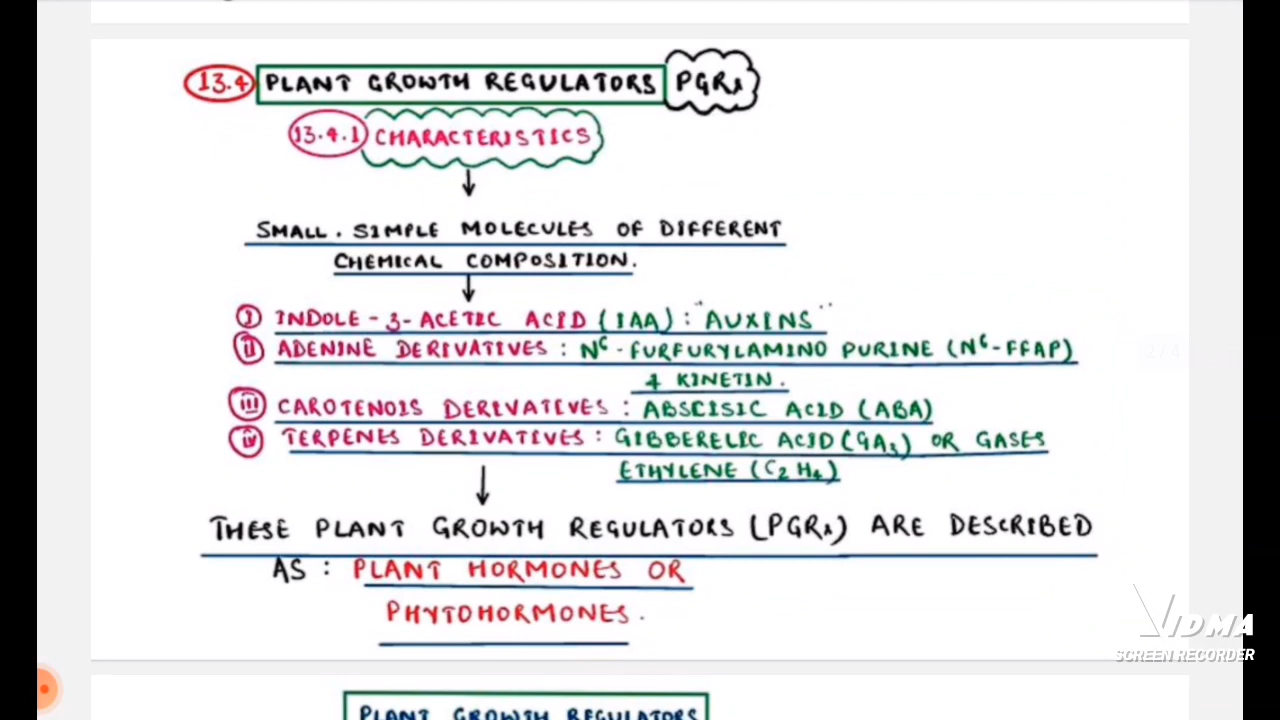 13.4 PLANT GROWTH REGULATORS PGRs
13.4.1 CHARACTERISTICS
SMALL. SIMPLE MOLECULES OF DIFFERENT
CHEMICAL COMPOSITION.
i INDOLE-3-ACETIC ACID (IAA): "AUXINS"
ii ADENINE DERIVATIVES: N⁶-FURFURYLAMINO PURINE (N⁶-FFAP)
& KINETIN.
iii CAROTENOIS DERIVATIVES: ABSCISIC ACID (ABA)
iv TERPENES DERIVATIVES: GIBBERELIC ACID (GA₃) OR GASES
ETHYLENE (C₂H₄)
THESE PLANT GROWTH REGULATORS (PGRs) ARE DESCRIBED
AS: PLANT HORMONES OR
PHYTOHORMONES.
VIDMA
SCREEN RECORDER
PLANT GROWTH REGULATORS